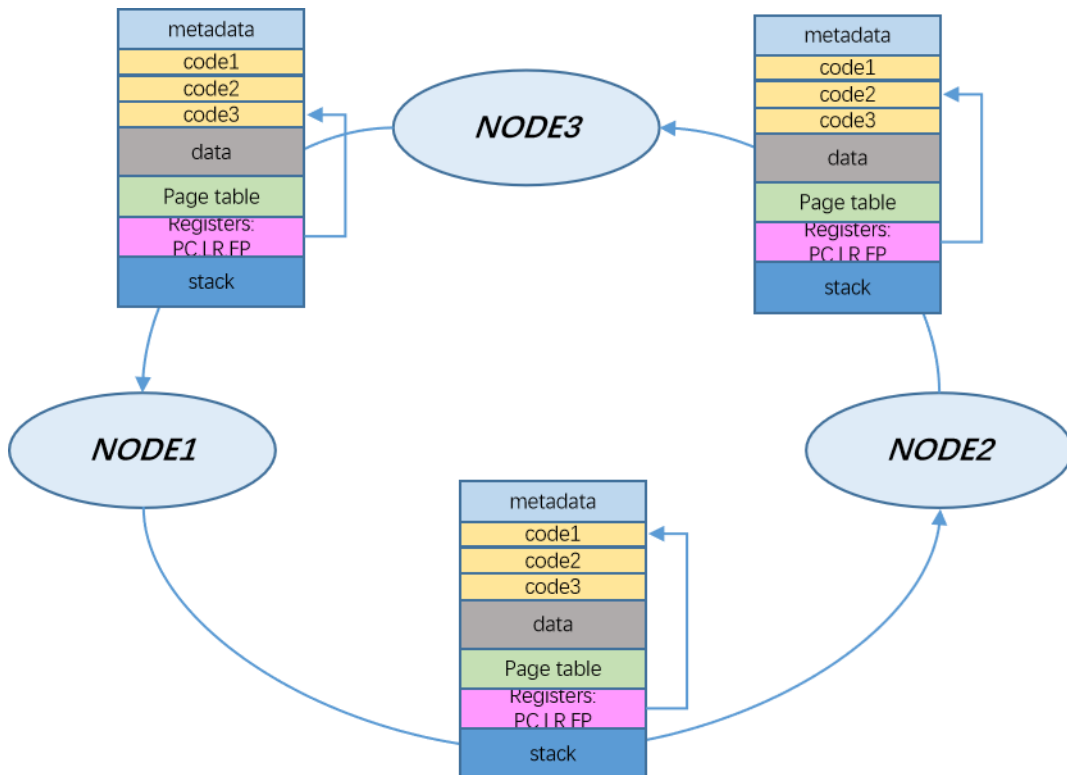 metadata
code1
code2
code3
data
Page table
Registers:
PC LR FP
stack
NODE3
metadata
code1
code2
code3
data
Page table
Registers:
PC LR FP
stack
NODE1
NODE2
metadata
code1
code2
code3
data
Page table
Registers:
PC LR FP
stack